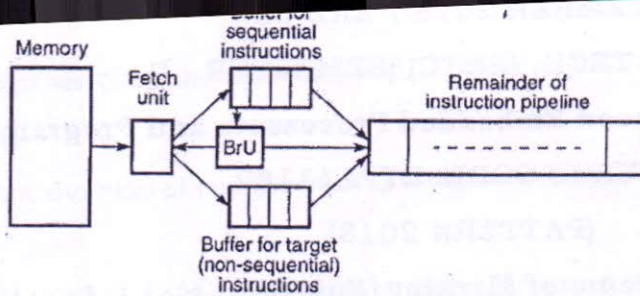 Buffer for
sequential
instructions
Memory
Fetch
unit
Remainder of
instruction pipeline
BrU
Buffer for target
(non-sequential)
instructions